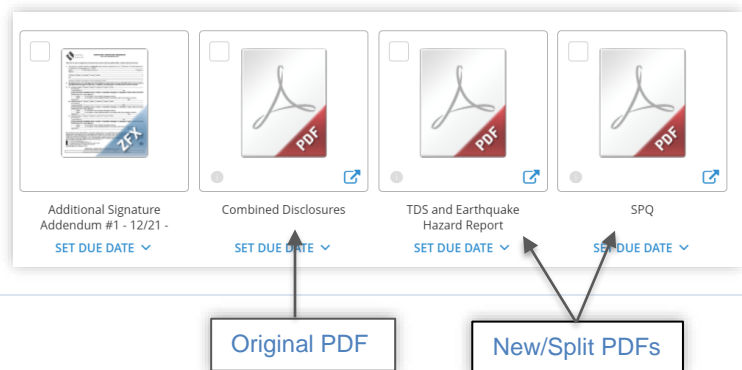 ZFX
PDF
PDF
PDF
Additional Signature
Addendum #1 - 12/21 -
Combined Disclosures
TDS and Earthquake
Hazard Report
SPQ
SET DUE DATE
SET DUE DATE
SET DUE DATE
SET DUE DATE
Original PDF
New/Split PDFs